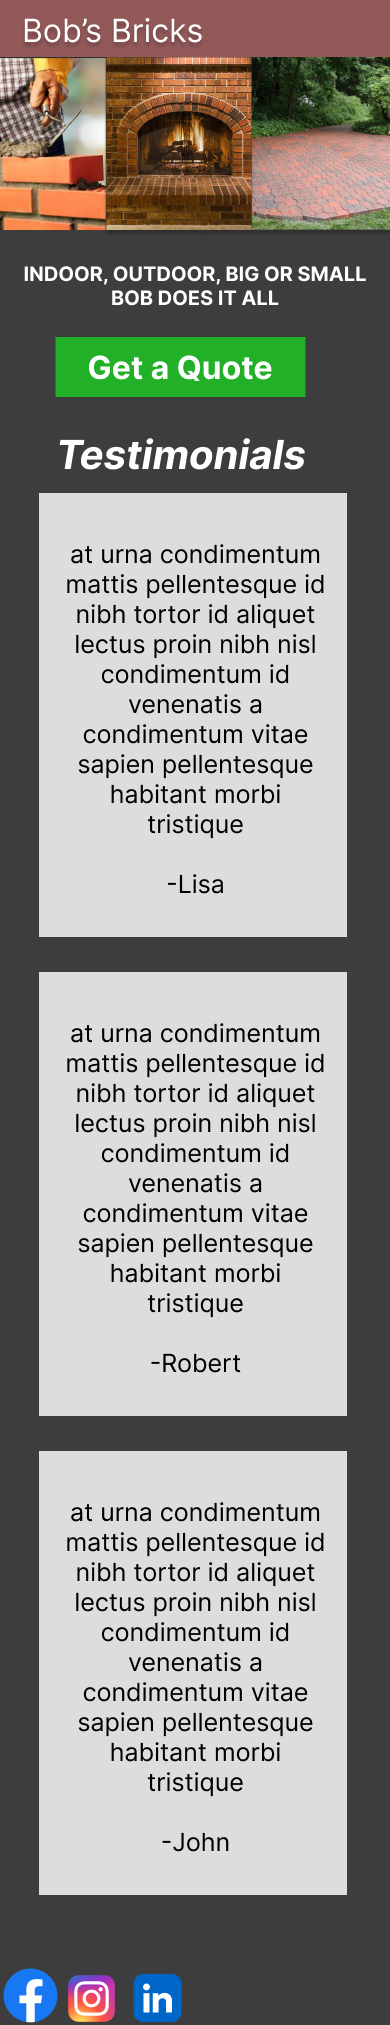 Bob’s Bricks
INDOOR, OUTDOOR, BIG OR SMALL
BOB DOES IT ALL
Get a Quote
Testimonials
at urna condimentum
mattis pellentesque id
nibh tortor id aliquet
lectus proin nibh nisl
condimentum id
venenatis a
condimentum vitae
sapien pellentesque
habitant morbi
tristique
-Lisa
at urna condimentum
mattis pellentesque id
nibh tortor id aliquet
lectus proin nibh nisl
condimentum id
venenatis a
condimentum vitae
sapien pellentesque
habitant morbi
tristique
-Robert
at urna condimentum
mattis pellentesque id
nibh tortor id aliquet
lectus proin nibh nisl
condimentum id
venenatis a
condimentum vitae
sapien pellentesque
habitant morbi
tristique
-John
f in